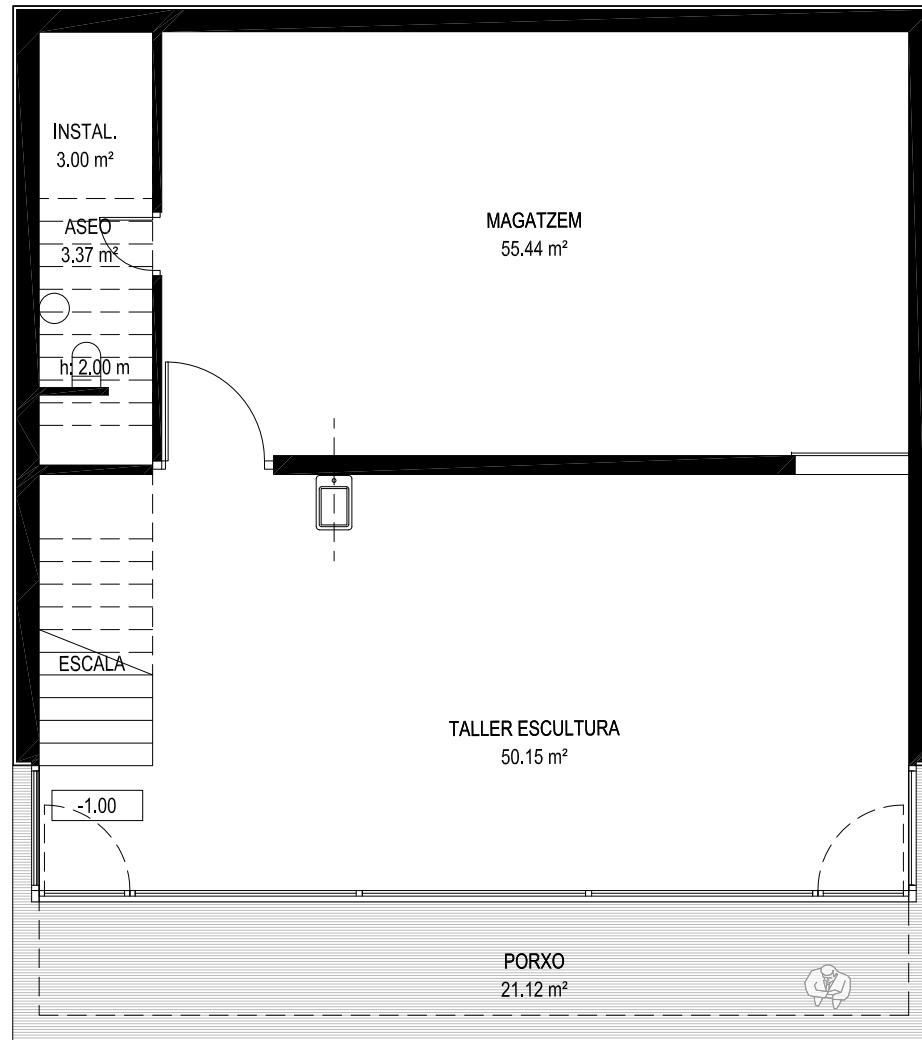 INSTAL.
3.00 m²
ASEO
3.37 m²
h: 2.00 m
MAGATZEM
55.44 m²
ESCALA
TALLER ESCULTURA
50.15 m²
-1.00
PORXO
21.12 m²